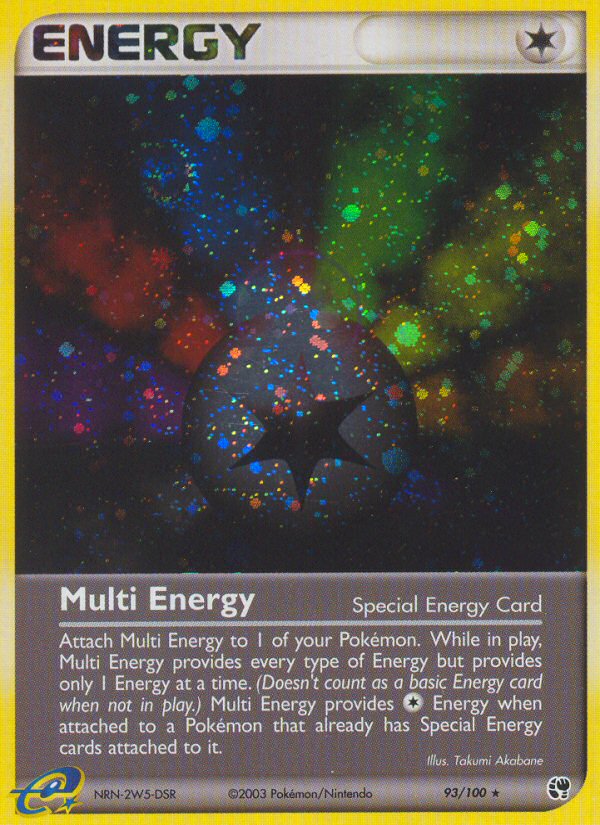 ENERGY
Multi Energy
Special Energy Card
Attach Multi Energy to 1 of your Pokémon. While in play,
Multi Energy provides every type of Energy but provides
only 1 Energy at a time. (Doesn't count as a basic Energy card
when not in play.) Multi Energy provides Energy when
attached to a Pokémon that already has Special Energy
cards attached to it.
Illus. Takumi Akabane
e NRN-2W5-DSR ©2003 Pokémon/Nintendo 93/100 ★